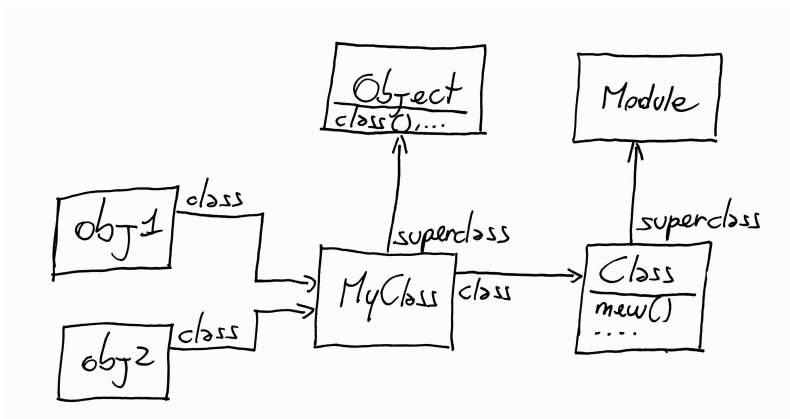 Object
class(),...
Module
class
obj1
superclass
superclass
MyClass
class
Class
new()
....
class
obj2